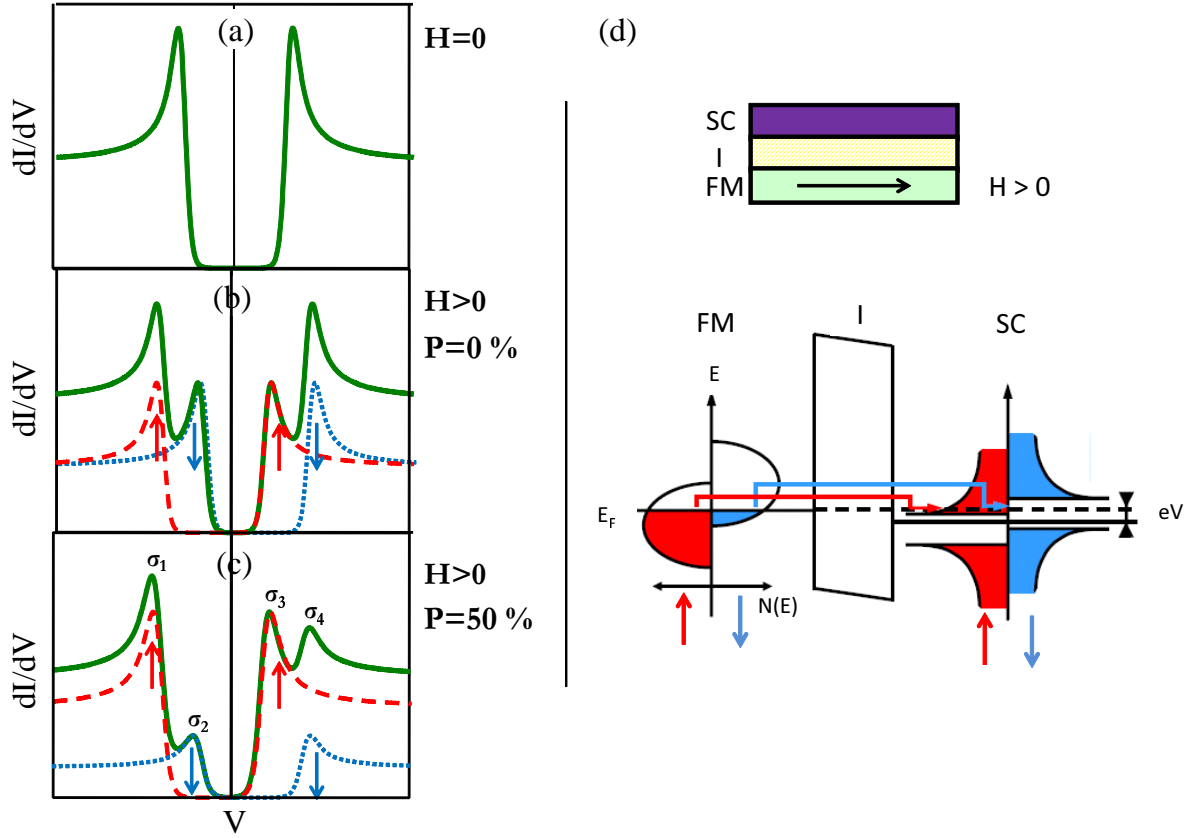 (a)
H=0
dI/dV
(b)
H>0
P=0 %
dI/dV
(c)
H>0
P=50 %
σ1
σ2
σ3
σ4
dI/dV
V
(d)
SC
I
FM
H > 0
FM
I
SC
E
EF
eV
N(E)